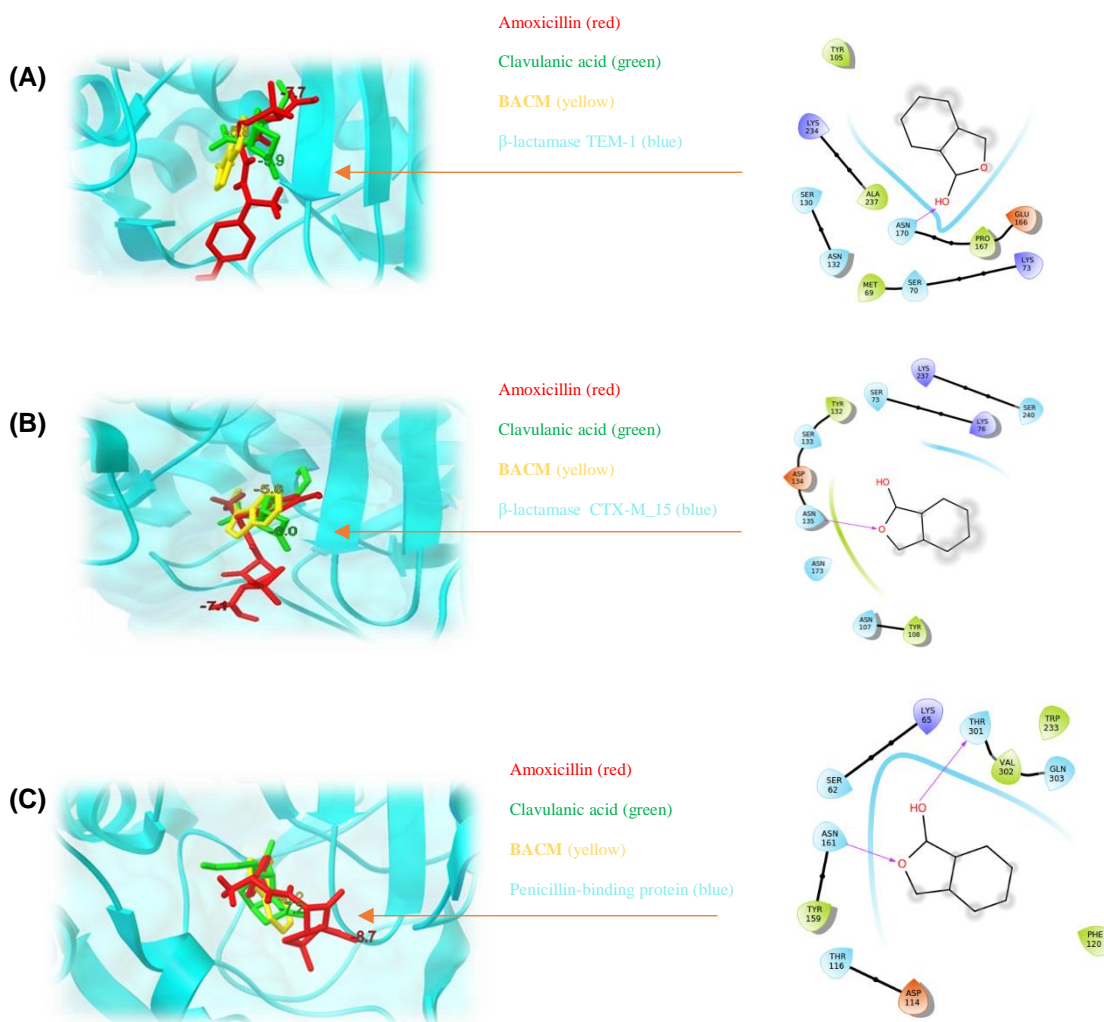 (A)
Amoxicillin (red)
Clavulanic acid (green)
BACM (yellow)
β-lactamase TEM-1 (blue)
-7.7
-5.9
TYR
105
LYS
234
ALA
237
SER
130
ASN
132
MET
69
SER
70
ASN
170
PRO
167
GLU
166
LYS
73
HO
O
(B)
Amoxicillin (red)
Clavulanic acid (green)
BACM (yellow)
β-lactamase  CTX-M_15 (blue)
-7.1
TYR
132
SER
133
ASP
134
ASN
135
ASN
173
ASN
107
TYR
108
SER
73
LYS
237
LYS
76
SER
240
HO
O
(C)
Amoxicillin (red)
Clavulanic acid (green)
BACM (yellow)
Penicillin-binding protein (blue)
-8.7
LYS
65
SER
62
ASN
161
TYR
159
THR
116
ASP
114
THR
301
VAL
302
GLN
303
TRP
233
PHE
120
HO
O